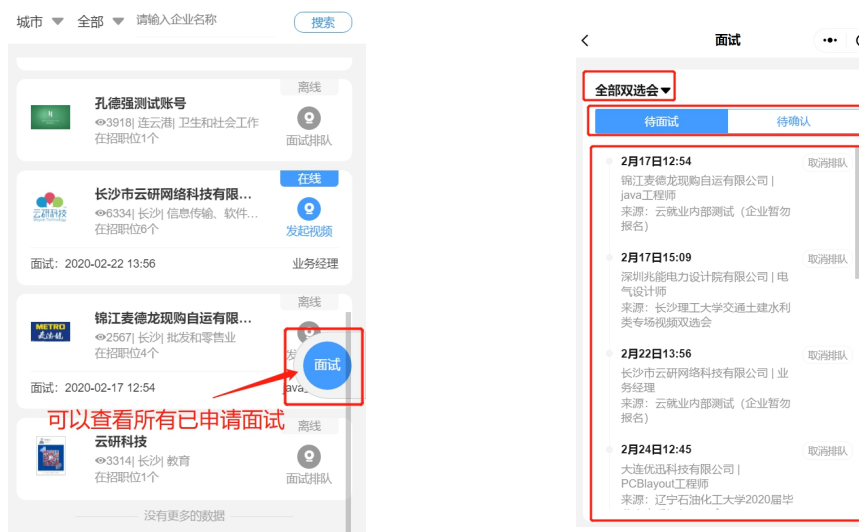 城市 全部 请输入企业名称 搜索
离线
孔德强测试账号
3918| 连云港| 卫生和社会工作
在招职位1个
面试排队
在线
长沙市云研网络科技有限...
6334| 长沙| 信息传输、软件...
在招职位6个
发起视频
云研科技
面试：2020-02-22 13:56 业务经理
离线
METRO
麦德龙
锦江麦德龙现购自运有限...
2567| 长沙| 批发和零售业
在招职位4个
发
面试
面试：2020-02-17 12:54 java
可以查看所有已申请面试
离线
云研科技
3314| 长沙| 教育
在招职位1个
面试排队
没有更多的数据
面试
全部双选会
待面试 待确认
2月17日12:54 取消排队
锦江麦德龙现购自运有限公司 |
java工程师
来源：云就业内部测试（企业暂勿
报名）
2月17日15:09 取消排队
深圳兆能电力设计院有限公司 | 电
气设计师
来源：长沙理工大学交通土建水利
类专场视频双选会
2月22日13:56 取消排队
长沙市云研网络科技有限公司 | 业
务经理
来源：云就业内部测试（企业暂勿
报名）
2月24日12:45 取消排队
大连优迅科技有限公司 |
PCBlayout工程师
来源：辽宁石油化工大学2020届毕